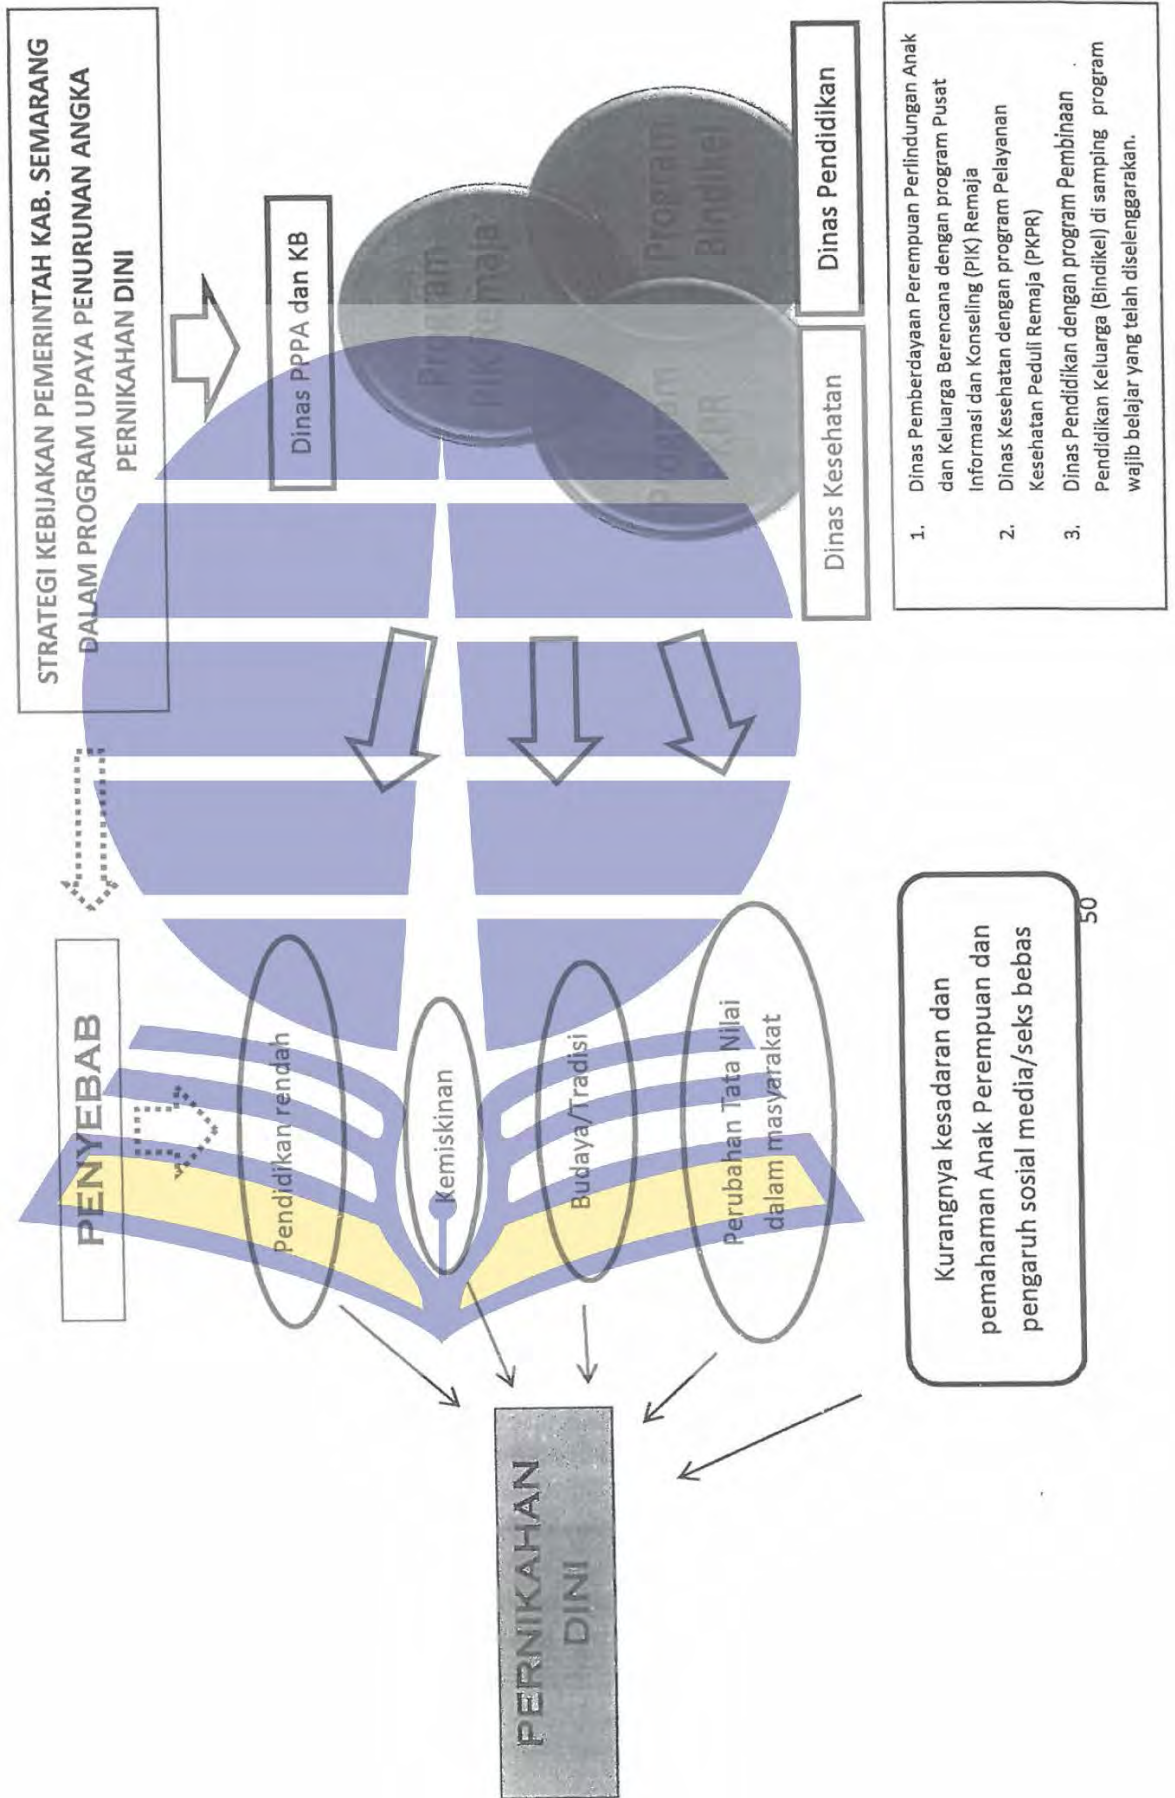 STRATEGI KEBIJAKAN PEMERINTAH KAB. SEMARANG
DALAM PROGRAM UPAYA PENURUNAN ANGKA
PERNIKAHAN DINI
PENYEBAB
Dinas PPPA dan KB
Program
PIK Remaja
Program
PKPR
Program
Bindikel
Dinas Kesehatan
Dinas Pendidikan
Pendidikan rendah
Kemiskinan
Budaya/Tradisi
Perubahan Tata Nilai
dalam masyarakat
PERNIKAHAN
DINI
Kurangnya kesadaran dan
pemahaman Anak Perempuan dan
pengaruh sosial media/seks bebas
1. Dinas Pemberdayaan Perempuan Perlindungan Anak
dan Keluarga Berencana dengan program Pusat
Informasi dan Konseling (PIK) Remaja
2. Dinas Kesehatan dengan program Pelayanan
Kesehatan Peduli Remaja (PKPR)
3. Dinas Pendidikan dengan program Pembinaan
Pendidikan Keluarga (Bindikel) di samping program
wajib belajar yang telah diselenggarakan.
50